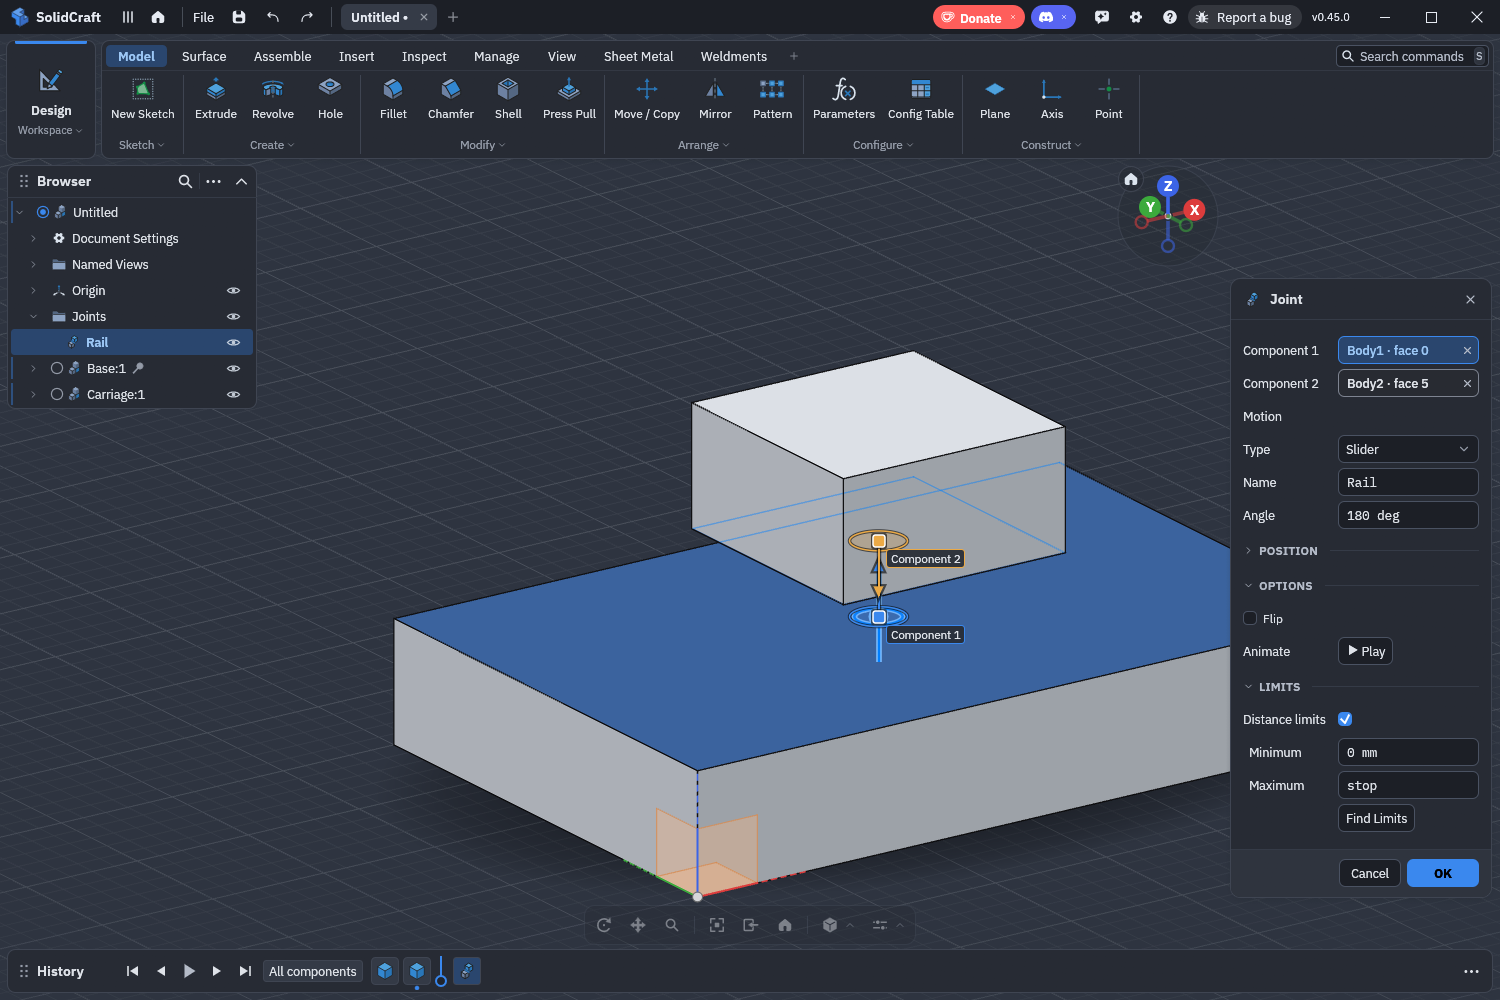 SolidCraft
File
Untitled •
Donate
Report a bug
v0.45.0
Design
Workspace
Model
Surface
Assemble
Insert
Inspect
Manage
View
Sheet Metal
Weldments
Search commands
S
New Sketch
Extrude
Revolve
Hole
Fillet
Chamfer
Shell
Press Pull
Move / Copy
Mirror
Pattern
Parameters
Config Table
Plane
Axis
Point
Sketch
Create
Modify
Arrange
Configure
Construct
Browser
Untitled
Document Settings
Named Views
Origin
Joints
Rail
Base:1
Carriage:1
Z
Y
X
Component 2
Component 1
Joint
Component 1
Body1 · face 0
Component 2
Body2 · face 5
Motion
Type
Slider
Name
Rail
Angle
180 deg
POSITION
OPTIONS
Flip
Animate
Play
LIMITS
Distance limits
Minimum
0 mm
Maximum
stop
Find Limits
Cancel
OK
History
All components